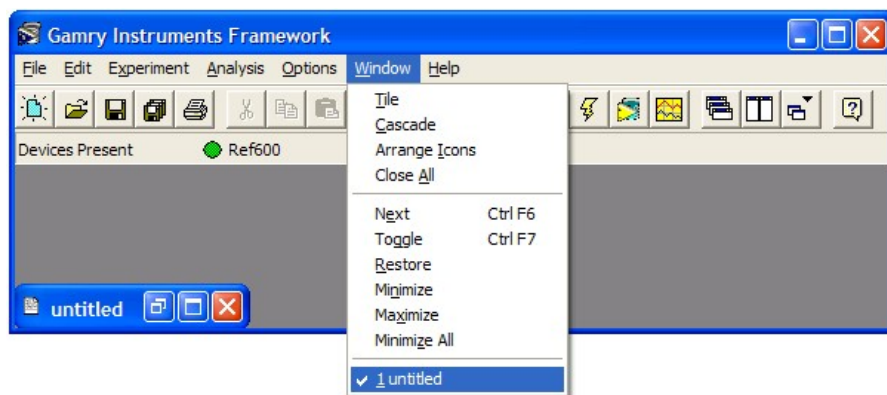 Gamry Instruments Framework
File Edit Experiment Analysis Options Window Help
Devices Present Ref600
Tile
Cascade
Arrange Icons
Close All
Next Ctrl F6
Toggle Ctrl F7
Restore
Minimize
Maximize
Minimize All
untitled
1 untitled